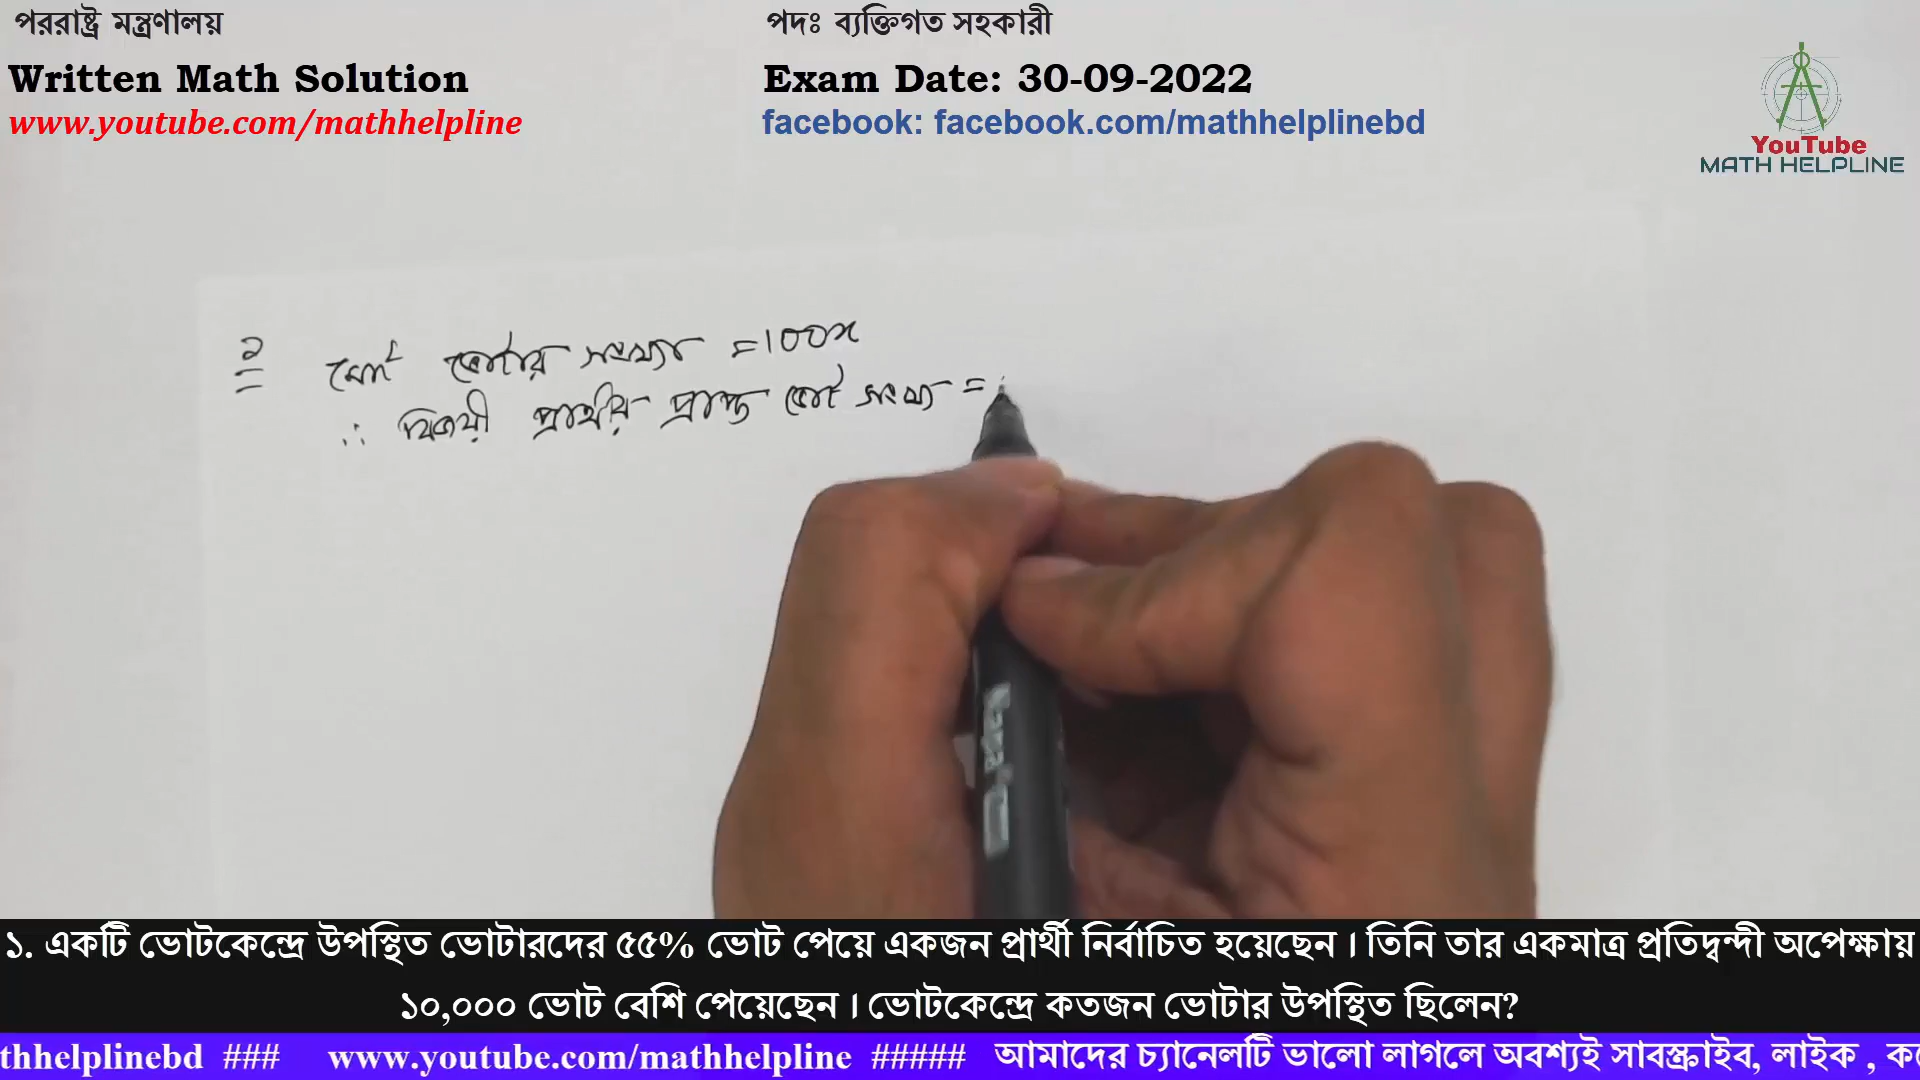 পররাষ্ট্র মন্ত্রণালয়
পদঃ ব্যক্তিগত সহকারী
Written Math Solution
Exam Date: 30-09-2022
www.youtube.com/mathhelpline
facebook: facebook.com/mathhelplinebd
YouTube
MATH HELPLINE
১ মোট ভোটার সংখ্যা =100x
∴ বিজয়ী প্রার্থীর প্রাপ্ত ভোট সংখ্যা =
১. একটি ভোটকেন্দ্রে উপস্থিত ভোটারদের ৫৫% ভোট পেয়ে একজন প্রার্থী নির্বাচিত হয়েছেন। তিনি তার একমাত্র প্রতিদ্বন্দী অপেক্ষায়
১০,০০০ ভোট বেশি পেয়েছেন। ভোটকেন্দ্রে কতজন ভোটার উপস্থিত ছিলেন?
thhelplinebd ### www.youtube.com/mathhelpline ##### আমাদের চ্যানেলটি ভালো লাগলে অবশ্যই সাবস্ক্রাইব, লাইক ,